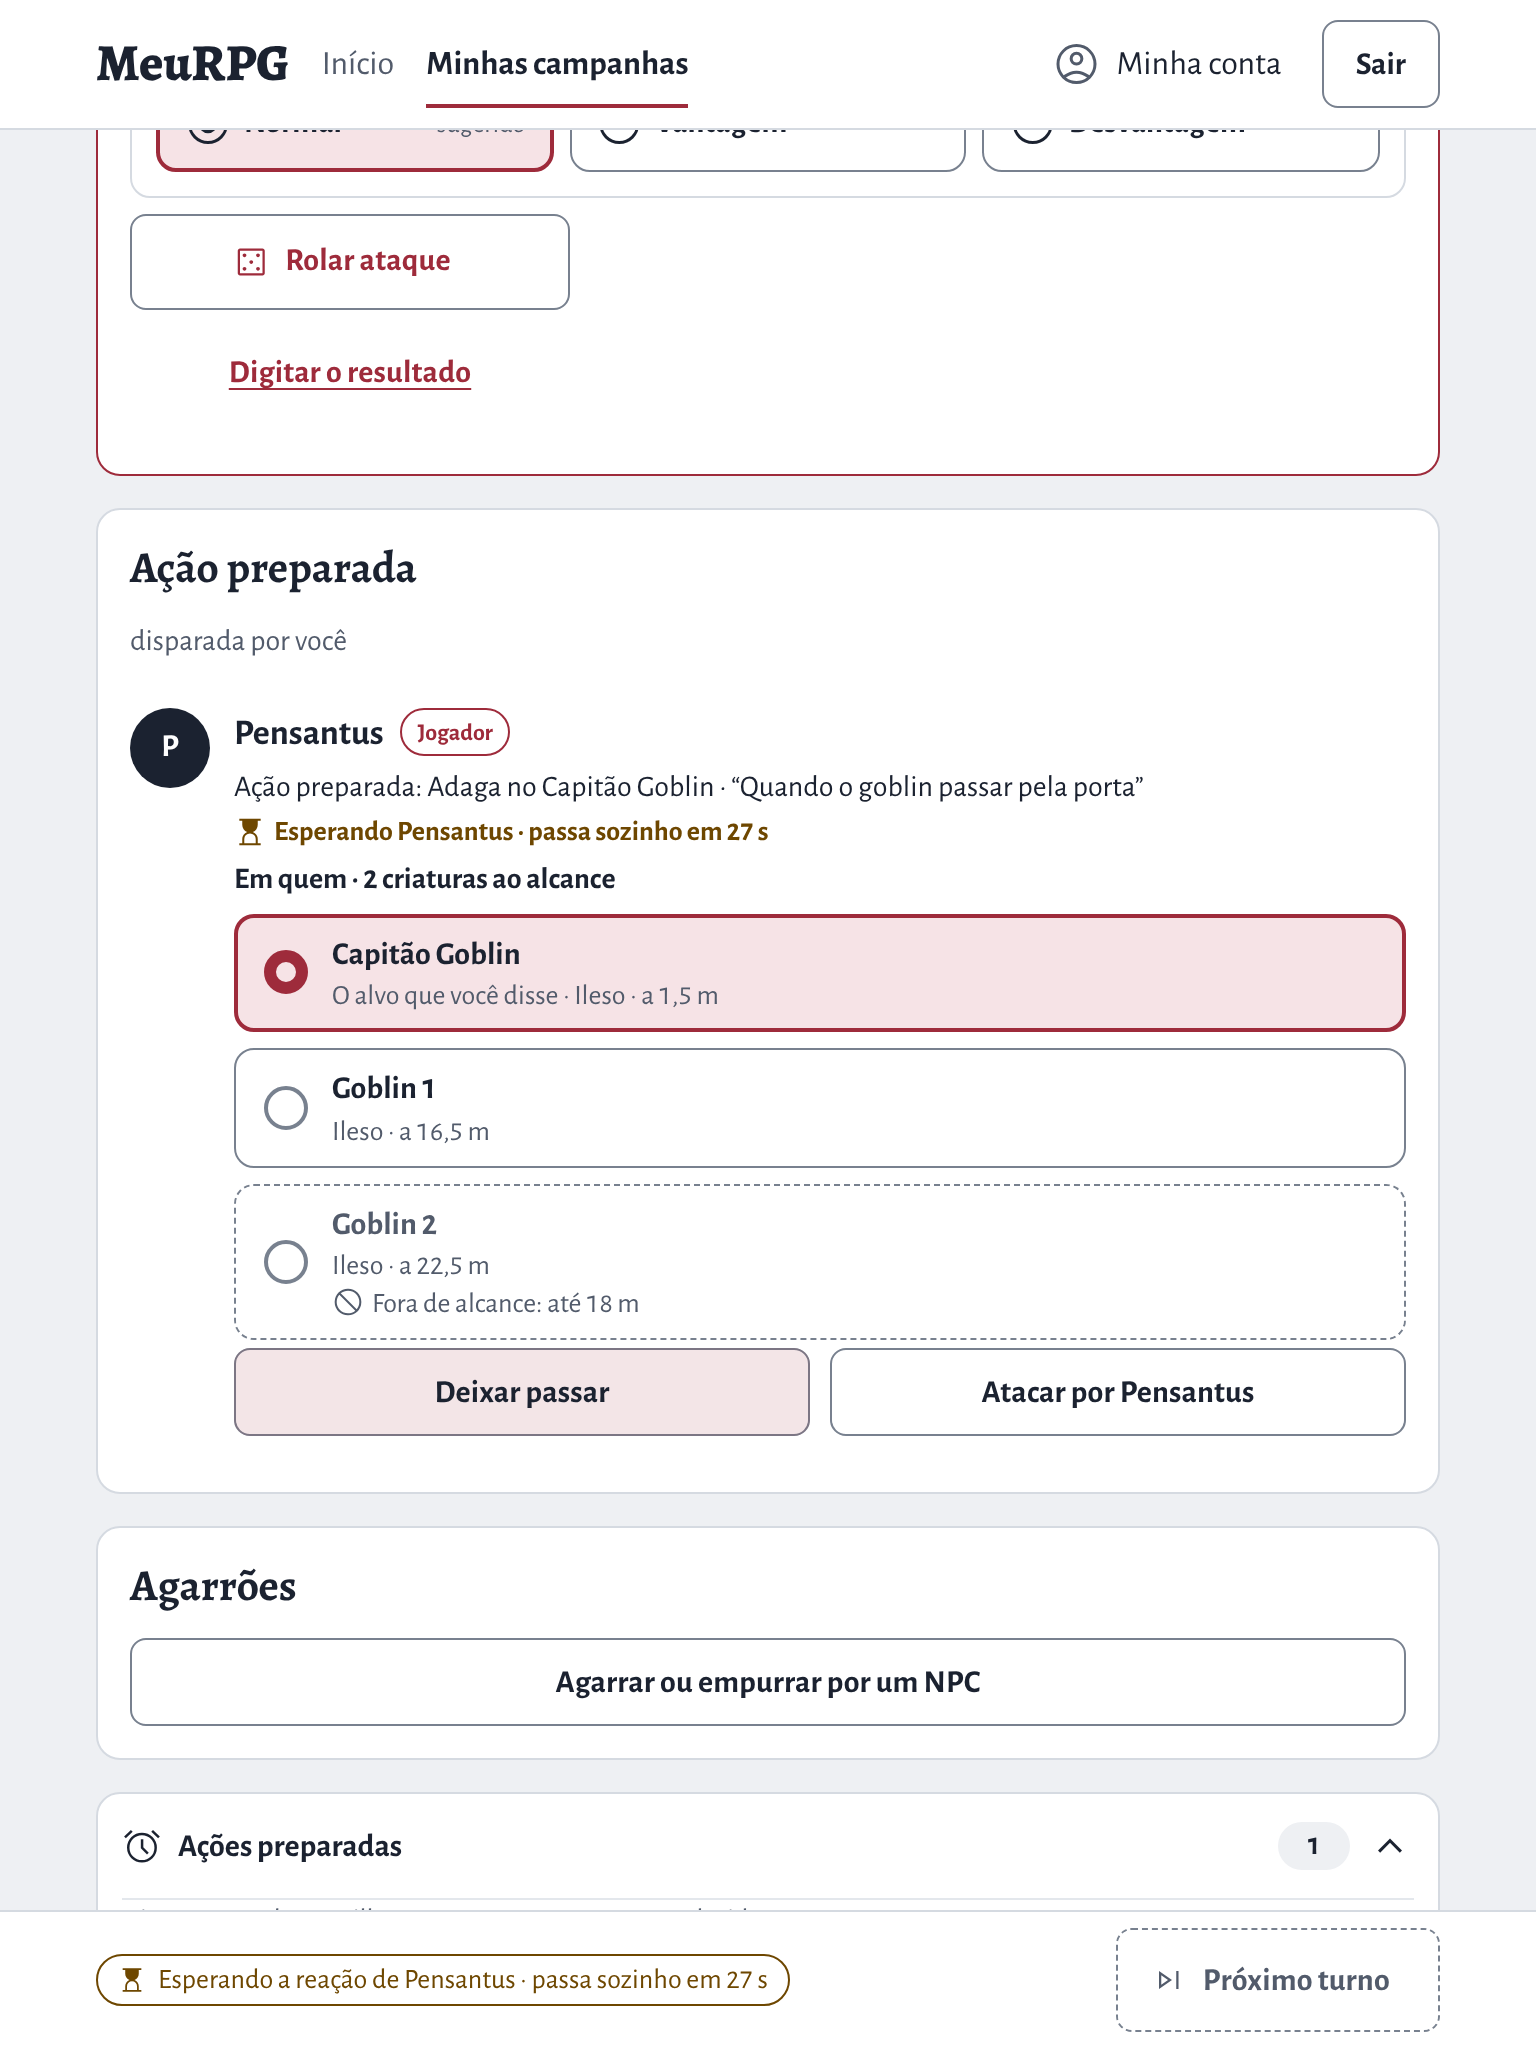 MeuRPG Início Minhas campanhas Minha conta Sair
Rolar ataque
Digitar o resultado
Ação preparada
disparada por você
P Pensantus Jogador
Ação preparada: Adaga no Capitão Goblin · “Quando o goblin passar pela porta”
Esperando Pensantus · passa sozinho em 27 s
Em quem · 2 criaturas ao alcance
Capitão Goblin
O alvo que você disse · Ileso · a 1,5 m
Goblin 1
Ileso · a 16,5 m
Goblin 2
Ileso · a 22,5 m
Fora de alcance: até 18 m
Deixar passar Atacar por Pensantus
Agarrões
Agarrar ou empurrar por um NPC
Ações preparadas 1
Esperando a reação de Pensantus · passa sozinho em 27 s Próximo turno